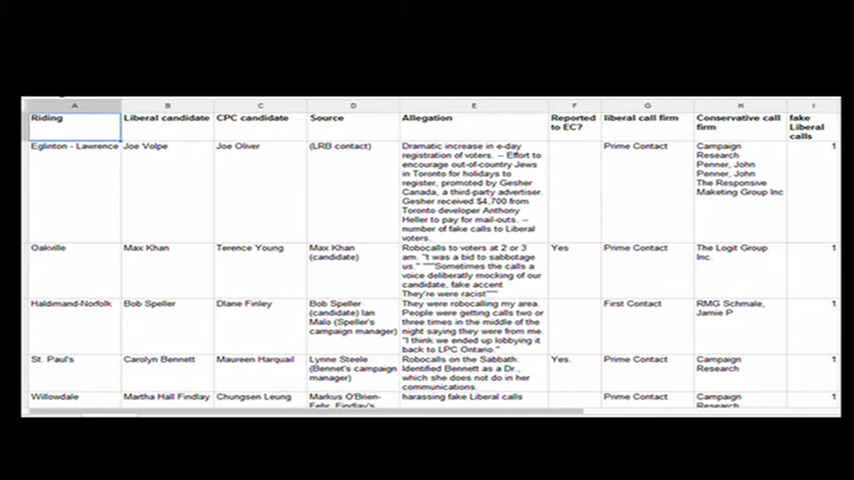 A B C D E F G H I
Riding Liberal candidate CPC candidate Source Allegation Reported liberal call firm Conservative call fake
to EC? firm Liberal
calls
Eglinton - Lawrence Joe Volpe Joe Oliver (LRB contact) Dramatic increase in e-day Prime Contact Campaign 1
registration of voters. -- Effort to Research
encourage out-of-country Jews Penner, John
in Toronto for holidays to Penner, John
register, promoted by Gesher The Responsive
Canada, a third-party advertiser. Maketing Group Inc
Gesher received $4,700 from
Toronto developer Anthony
Heller to pay for mail-outs. --
number of fake calls to Liberal
voters.
Oakville Max Khan Terence Young Max Khan Robocalls to voters at 2 or 3 Yes Prime Contact The Logit Group 1
(candidate) am. "t was a bid to sabbotage Inc.
us." """Sometimes the calls a
voice deliberatly mocking of our
candidate, fake accent
They're were racist"""
Haldimand-Norfolk Bob Speller DIane Finley Bob Speller They were robocalling my area. First Contact RMG Schmale, 1
(candidate) Ian People were getting calls two or Jamie P
Malo (Speller's three times in the middle of the
campaign manager) night saying they were from me.
"I think we ended up lobbying it
back to LPC Ontario."
St. Paul's Carolyn Bennett Maureen Harquail Lynne Steele Robocalls on the Sabbath. Yes. Prime Contact Campaign 1
(Bennet's campaign Identified Bennett as a Dr., Research
manager) which she does not do in her
communications.
Willowdale Martha Hall Findlay Chungsen Leung Markus O'Brien- harassing fake Liberal calls Prime Contact Campaign 1
Fehr, Findlay's Research